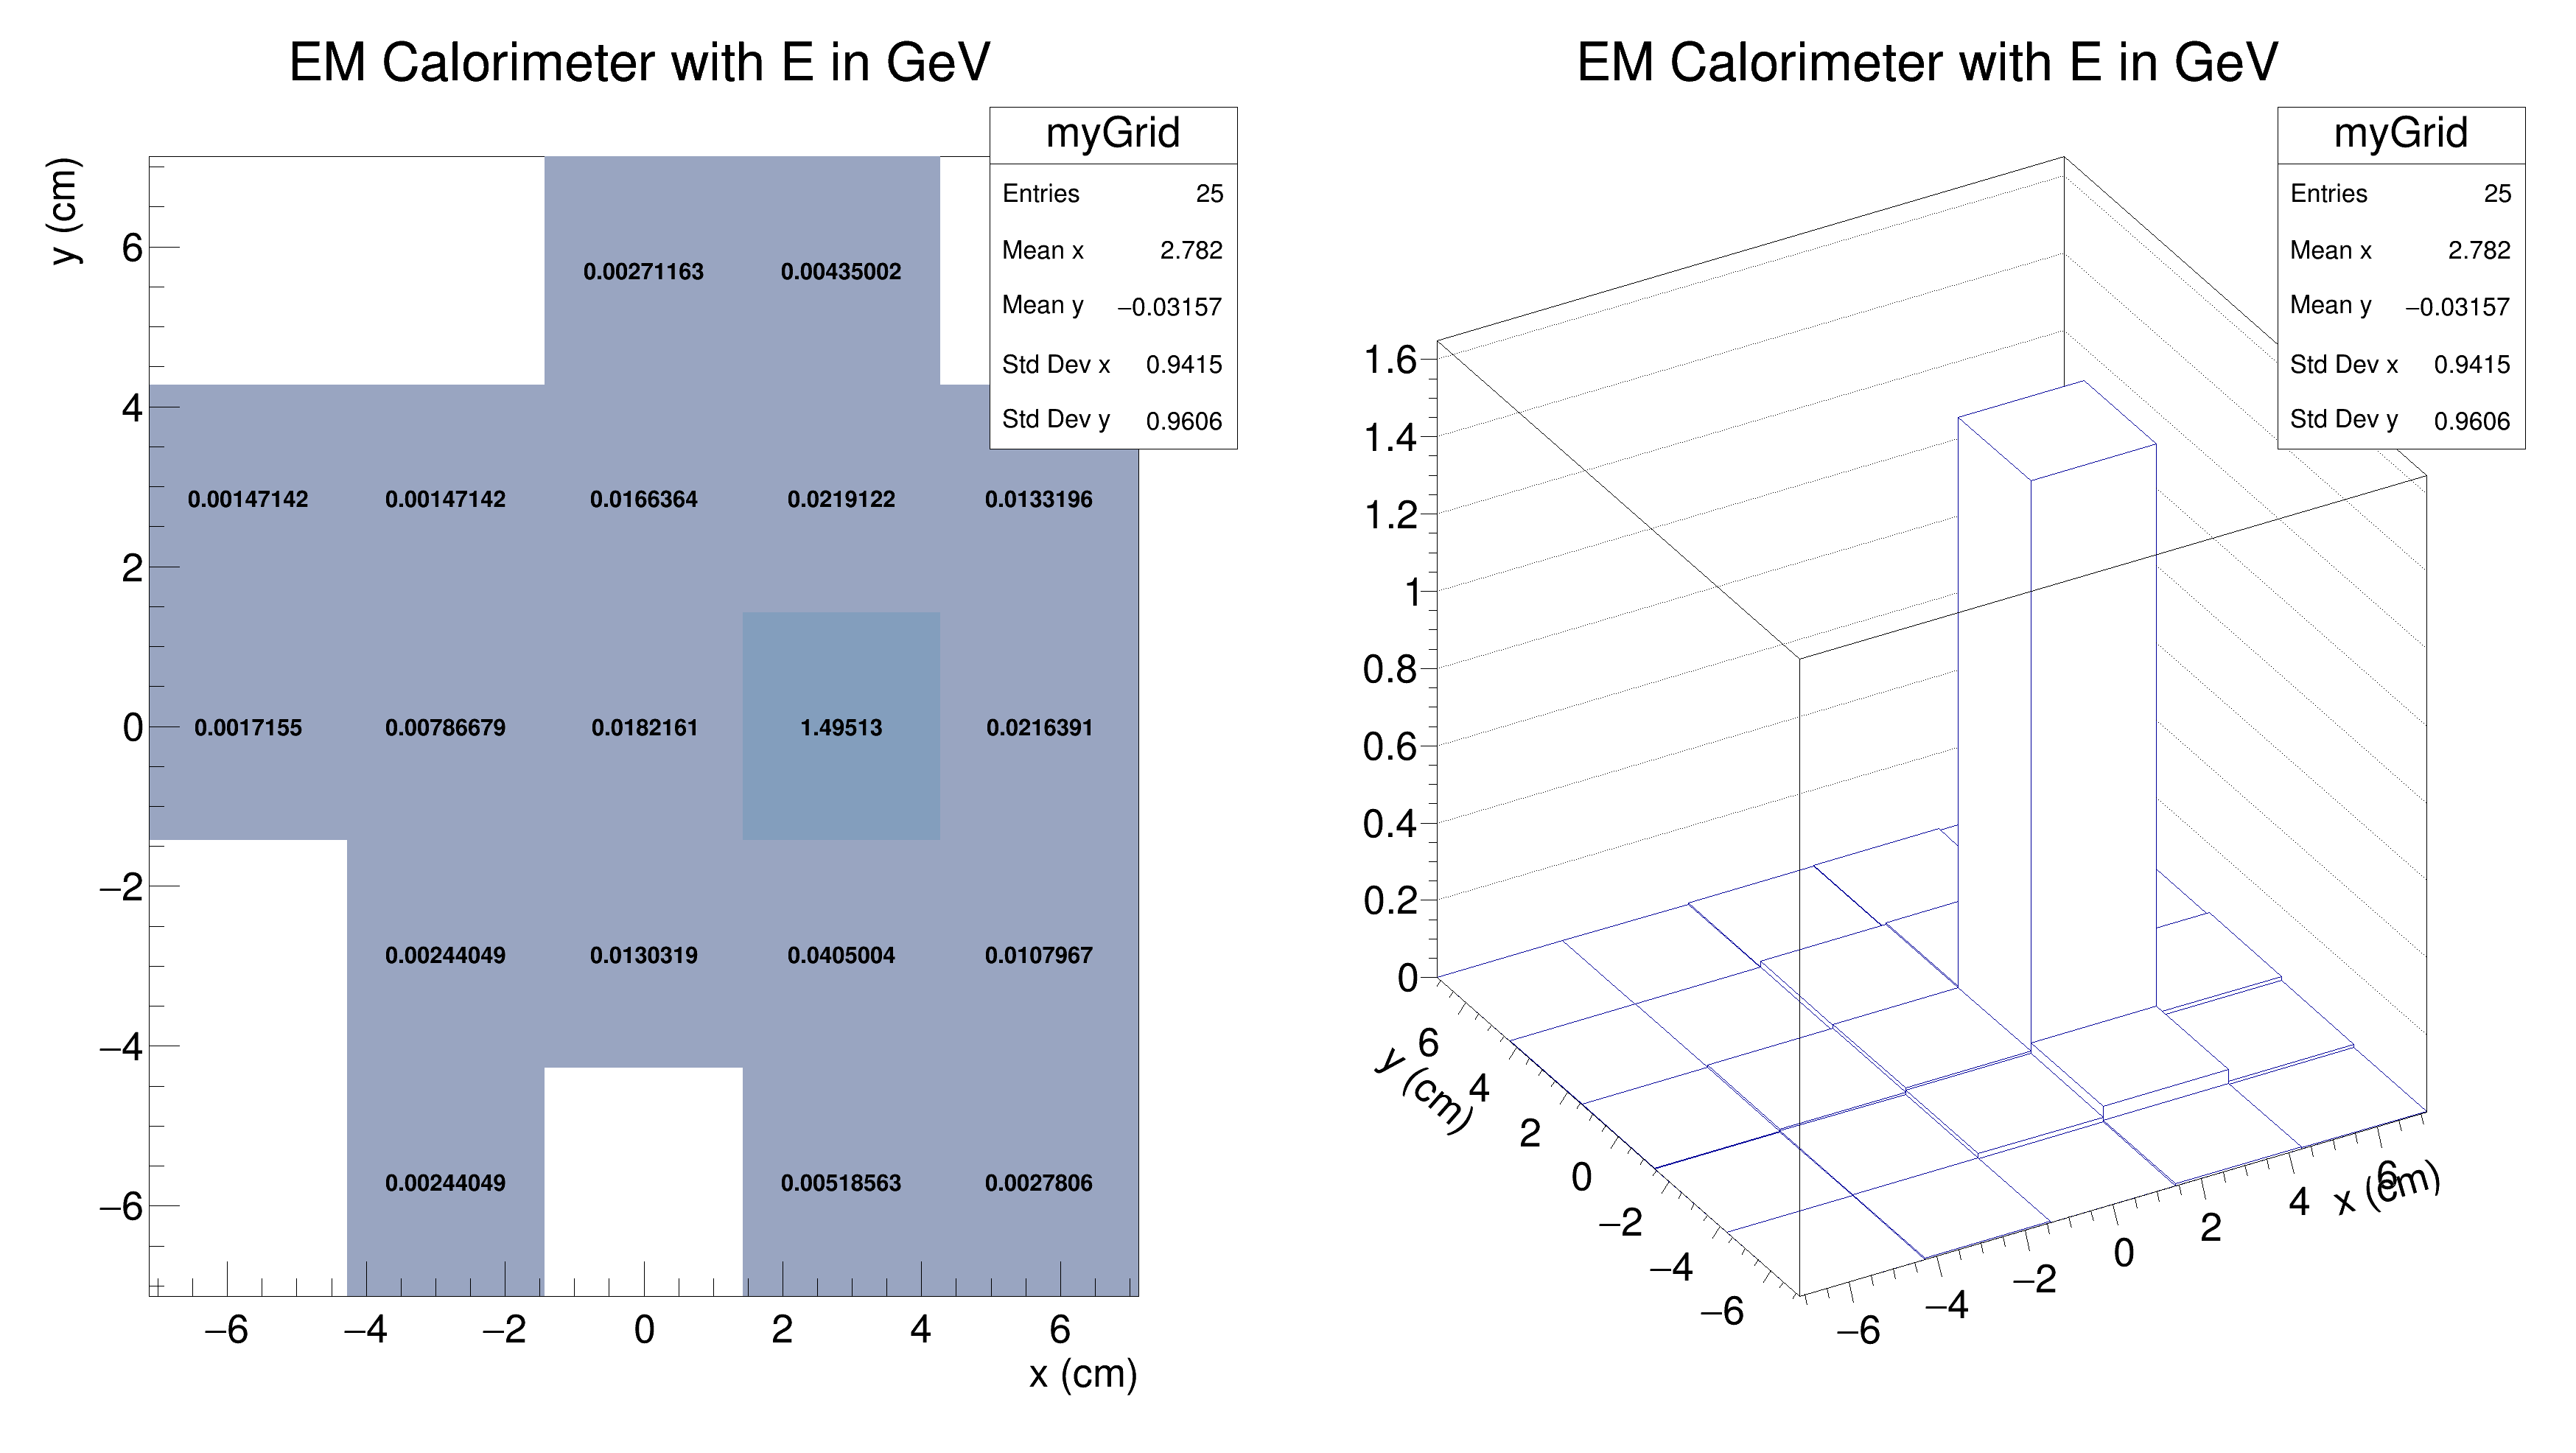 EM Calorimeter with E in GeV
myGrid
Entries 25
Mean x 2.782
Mean y −0.03157
Std Dev x 0.9415
Std Dev y 0.9606
y (cm)
6
4
2
0
−2
−4
−6
0.00271163 0.00435002
0.00147142 0.00147142 0.0166364 0.0219122 0.0133196
0.0017155 0.00786679 0.0182161 1.49513 0.0216391
0.00244049 0.0130319 0.0405004 0.0107967
0.00244049 0.00518563 0.0027806
−6 −4 −2 0 2 4 6
x (cm)
EM Calorimeter with E in GeV
myGrid
Entries 25
Mean x 2.782
Mean y −0.03157
Std Dev x 0.9415
Std Dev y 0.9606
1.6
1.4
1.2
1
0.8
0.6
0.4
0.2
0
y (cm)
6
4
2
0
−2
−4
−6
−6 −4 −2 0 2 4 6
x (cm)